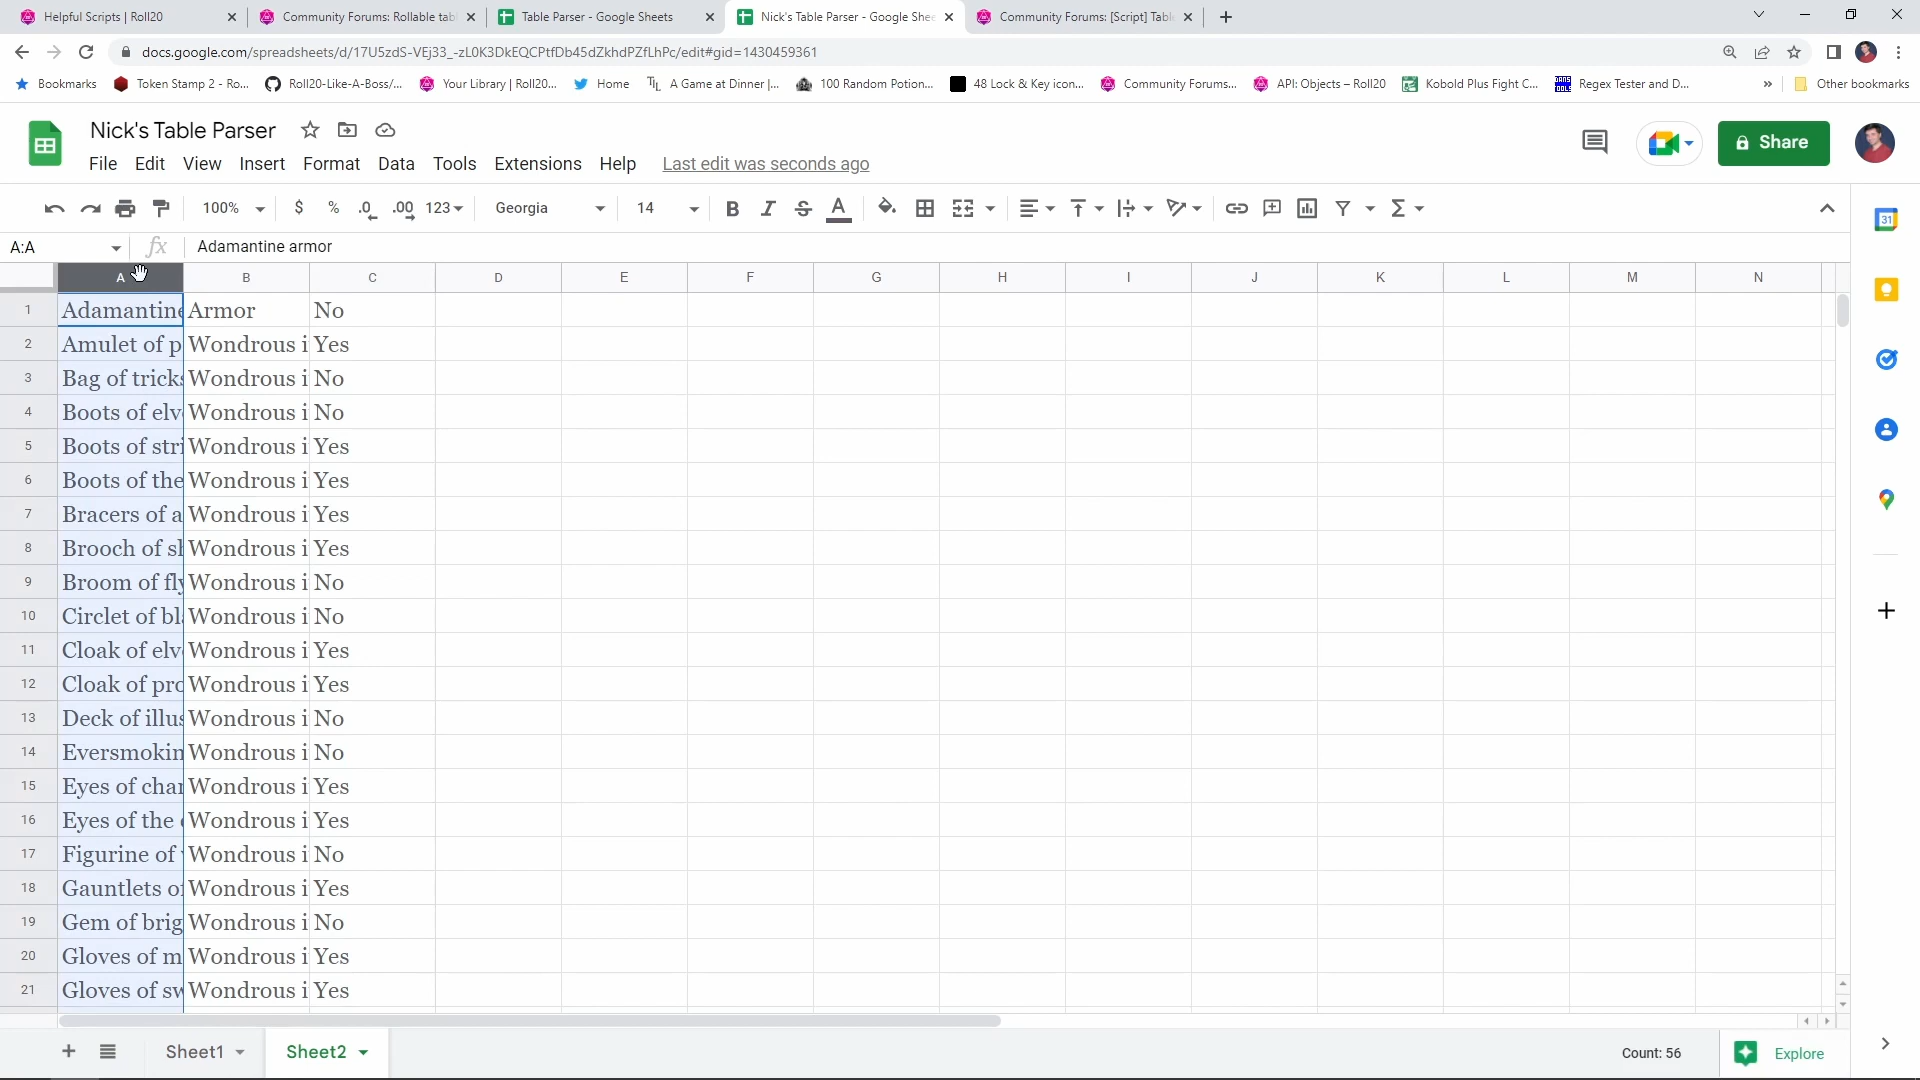 Helpful Scripts | Roll20
Community Forums: Rollable tab
Table Parser - Google Sheets
Nick's Table Parser - Google She
Community Forums: [Script] Tabl
docs.google.com/spreadsheets/d/17U5zdS-VEj33_-zL0K3DkEQCPtfDb45dZkhdPZfLhPc/edit#gid=1430459361
Bookmarks
Token Stamp 2 - Ro...
Roll20-Like-A-Boss/...
Your Library | Roll20...
Home
A Game at Dinner |...
100 Random Potion...
48 Lock & Key icon...
Community Forums...
API: Objects – Roll20
Kobold Plus Fight C...
Regex Tester and D...
»
Other bookmarks
Nick's Table Parser
File Edit View Insert Format Data Tools Extensions Help Last edit was seconds ago
Share
100% $ % .0 .00 123 Georgia 14 B I S A Σ
A:A fx Adamantine armor
A B C D E F G H I J K L M N
1 Adamantine Armor No
2 Amulet of p Wondrous i Yes
3 Bag of tricks Wondrous i No
4 Boots of elv Wondrous i No
5 Boots of stri Wondrous i Yes
6 Boots of the Wondrous i Yes
7 Bracers of a Wondrous i Yes
8 Brooch of sh Wondrous i Yes
9 Broom of fly Wondrous i No
10 Circlet of bl Wondrous i No
11 Cloak of elv Wondrous i Yes
12 Cloak of pro Wondrous i Yes
13 Deck of illus Wondrous i No
14 Eversmokin Wondrous i No
15 Eyes of char Wondrous i Yes
16 Eyes of the Wondrous i Yes
17 Figurine of Wondrous i No
18 Gauntlets o Wondrous i Yes
19 Gem of brig Wondrous i No
20 Gloves of m Wondrous i Yes
21 Gloves of sw Wondrous i Yes
31
Sheet1
Sheet2
Count: 56
Explore